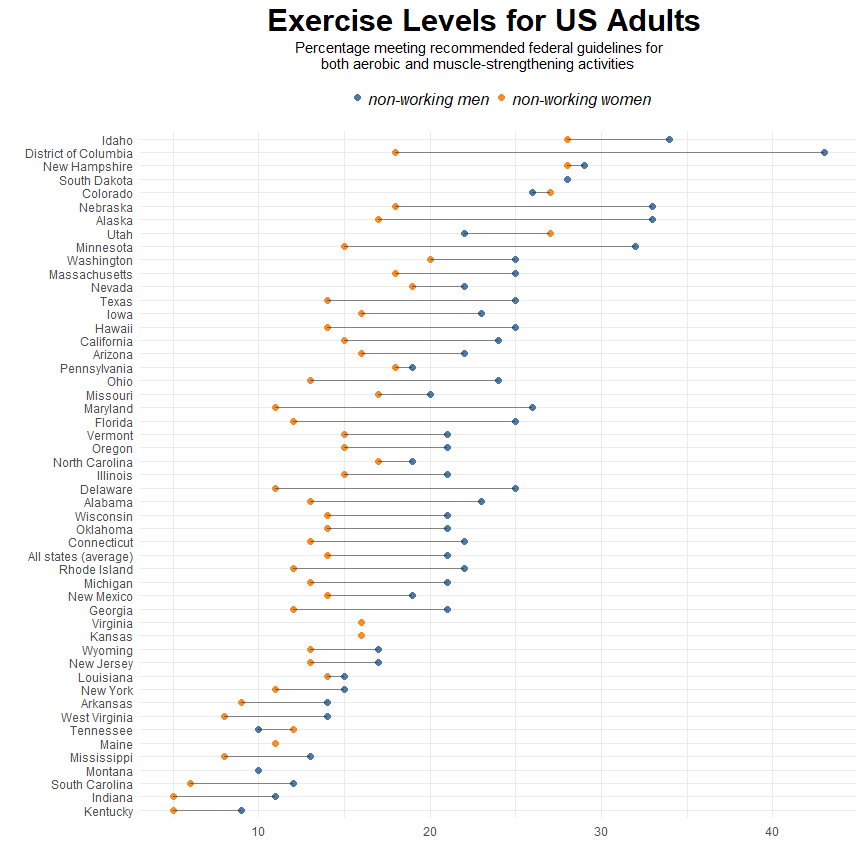 Exercise Levels for US Adults
Percentage meeting recommended federal guidelines for
both aerobic and muscle-strengthening activities
non-working men non-working women
Idaho
District of Columbia
New Hampshire
South Dakota
Colorado
Nebraska
Alaska
Utah
Minnesota
Washington
Massachusetts
Nevada
Texas
Iowa
Hawaii
California
Arizona
Pennsylvania
Ohio
Missouri
Maryland
Florida
Vermont
Oregon
North Carolina
Illinois
Delaware
Alabama
Wisconsin
Oklahoma
Connecticut
All states (average)
Rhode Island
Michigan
New Mexico
Georgia
Virginia
Kansas
Wyoming
New Jersey
Louisiana
New York
Arkansas
West Virginia
Tennessee
Maine
Mississippi
Montana
South Carolina
Indiana
Kentucky
10 20 30 40